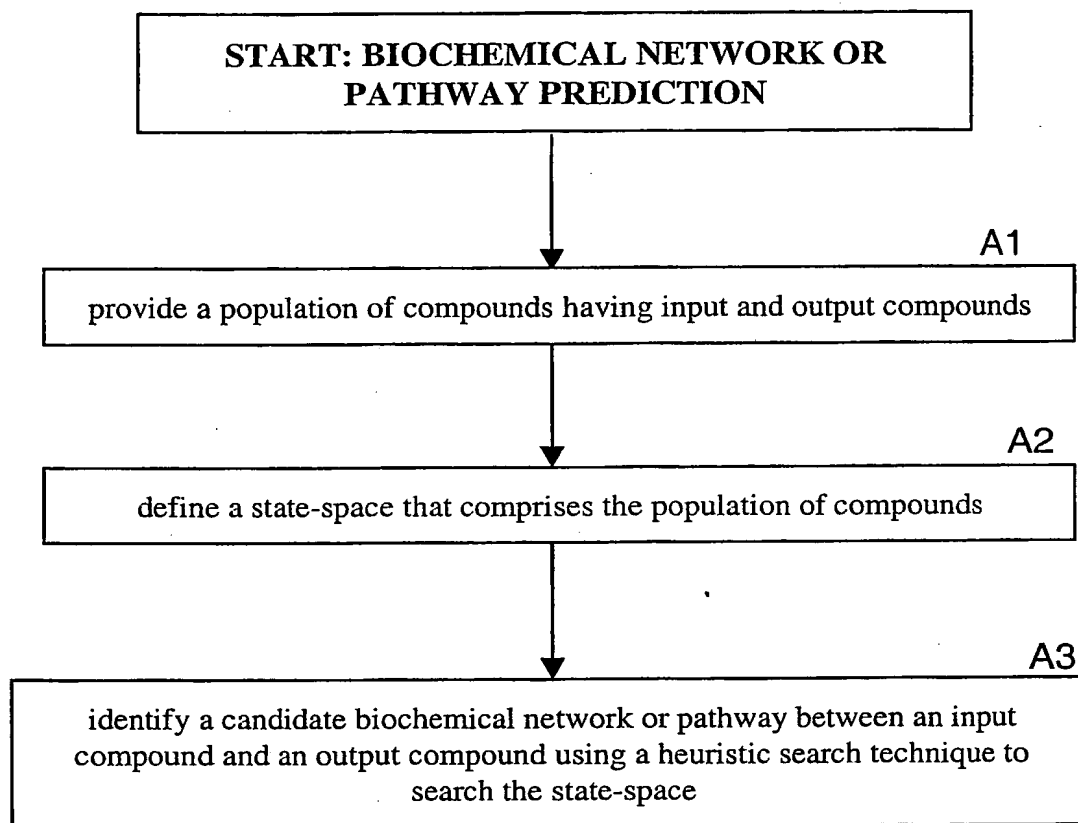 START: BIOCHEMICAL NETWORK OR
PATHWAY PREDICTION
A1
provide a population of compounds having input and output compounds
A2
define a state-space that comprises the population of compounds
A3
identify a candidate biochemical network or pathway between an input
compound and an output compound using a heuristic search technique to
search the state-space